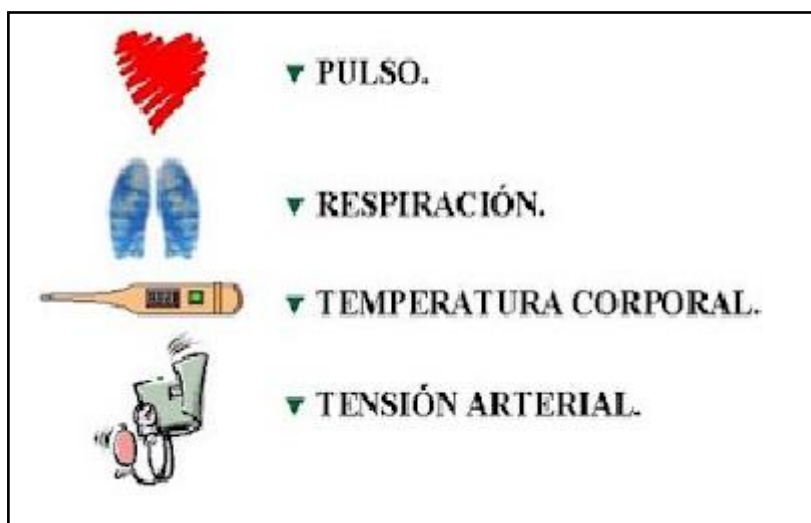 PULSO.
RESPIRACIÓN.
TEMPERATURA CORPORAL.
TENSIÓN ARTERIAL.